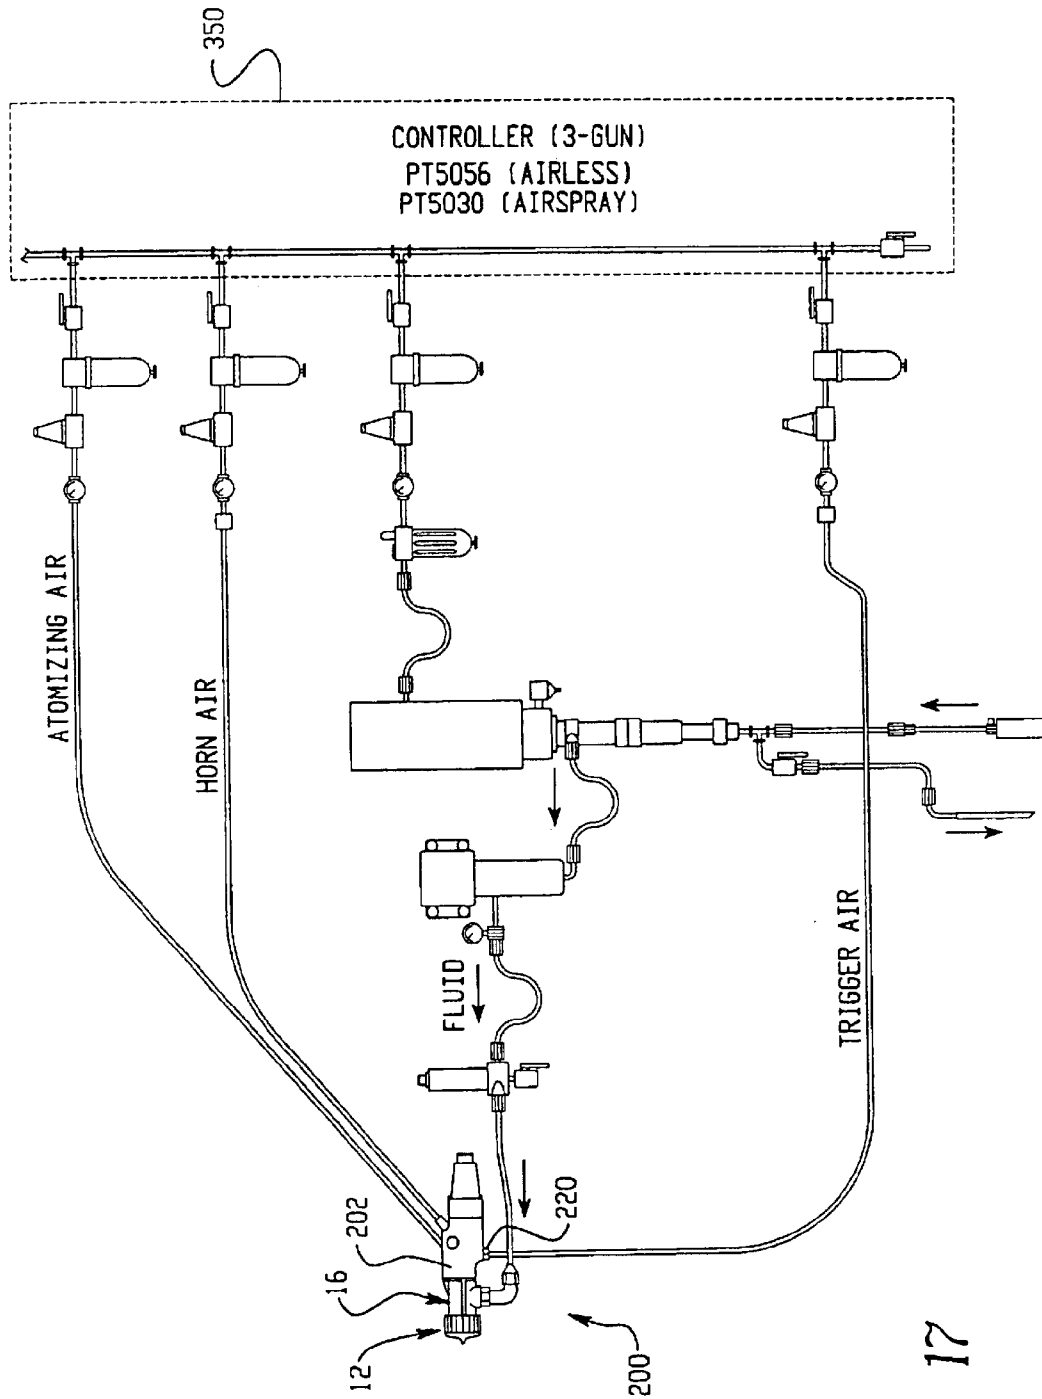 350
CONTROLLER (3-GUN)
PT5056 (AIRLESS)
PT5030 (AIRSPRAY)
ATOMIZING AIR
HORN AIR
FLUID
TRIGGER AIR
202
16
12
220
200
17